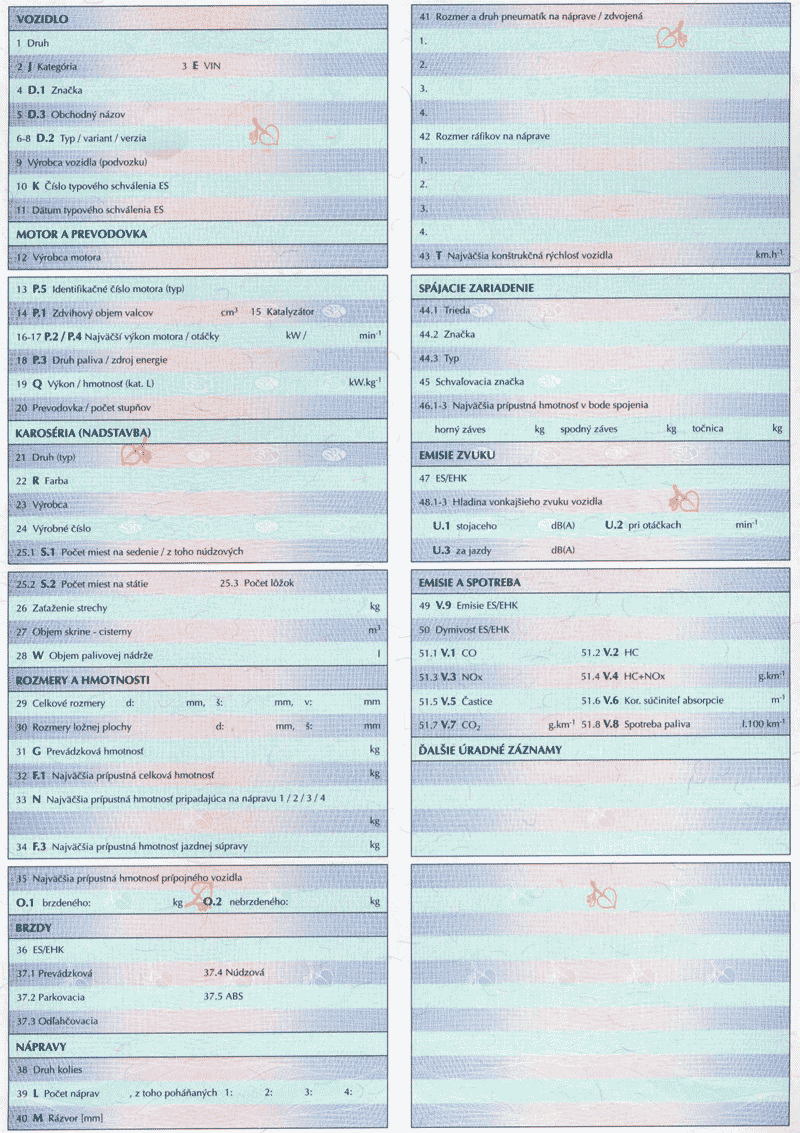 VOZIDLO
1 Druh
2 J Kategória 3 E VIN
4 D.1 Značka
5 D.3 Obchodný názov
6-8 D.2 Typ / variant / verzia
9 Výrobca vozidla (podvozku)
10 K Číslo typového schválenia ES
11 Dátum typového schválenia ES
MOTOR A PREVODOVKA
12 Výrobca motora
13 P.5 Identifikačné číslo motora (typ)
14 P.1 Zdvihový objem valcov cm³ 15 Katalyzátor
16-17 P.2 / P.4 Najväčší výkon motora / otáčky kW / min⁻¹
18 P.3 Druh paliva / zdroj energie
19 Q Výkon / hmotnosť (kat. L) kW.kg⁻¹
20 Prevodovka / počet stupňov
KAROSÉRIA (NADSTAVBA)
21 Druh (typ)
22 R Farba
23 Výrobca
24 Výrobné číslo
25.1 S.1 Počet miest na sedenie / z toho núdzových
25.2 S.2 Počet miest na státie 25.3 Počet lôžok
26 Zaťaženie strechy kg
27 Objem skrine - cisterny m³
28 W Objem palivovej nádrže l
ROZMERY A HMOTNOSTI
29 Celkové rozmery d: mm, š: mm, v: mm
30 Rozmery ložnej plochy d: mm, š: mm
31 G Prevádzková hmotnosť kg
32 F.1 Najväčšia prípustná celková hmotnosť kg
33 N Najväčšia prípustná hmotnosť pripadajúca na nápravu 1 / 2 / 3 / 4
kg
34 F.3 Najväčšia prípustná hmotnosť jazdnej súpravy kg
35 Najväčšia prípustná hmotnosť prípojného vozidla
O.1 brzdeného: kg O.2 nebrzdeného: kg
BRZDY
36 ES/EHK
37.1 Prevádzková 37.4 Núdzová
37.2 Parkovacia 37.5 ABS
37.3 Odľahčovacia
NÁPRAVY
38 Druh kolies
39 L Počet náprav , z toho poháňaných 1: 2: 3: 4:
40 M Rázvor [mm]
41 Rozmer a druh pneumatík na náprave / zdvojená
1.
2.
3.
4.
42 Rozmer ráfikov na náprave
1.
2.
3.
4.
43 T Najväčšia konštrukčná rýchlosť vozidla km.h⁻¹
SPÁJACIE ZARIADENIE
44.1 Trieda
44.2 Značka
44.3 Typ
45 Schvaľovacia značka
46.1-3 Najväčšia prípustná hmotnosť v bode spojenia
horný záves kg spodný záves kg točnica kg
EMISIE ZVUKU
47 ES/EHK
48.1-3 Hladina vonkajšieho zvuku vozidla
U.1 stojaceho dB(A) U.2 pri otáčkach min⁻¹
U.3 za jazdy dB(A)
EMISIE A SPOTREBA
49 V.9 Emisie ES/EHK
50 Dymivosť ES/EHK
51.1 V.1 CO 51.2 V.2 HC
51.3 V.3 NOx 51.4 V.4 HC+NOx g.km⁻¹
51.5 V.5 Častice 51.6 V.6 Kor. súčiniteľ absorpcie m⁻¹
51.7 V.7 CO₂ g.km⁻¹ 51.8 V.8 Spotreba paliva l.100 km⁻¹
ĎALŠIE ÚRADNÉ ZÁZNAMY